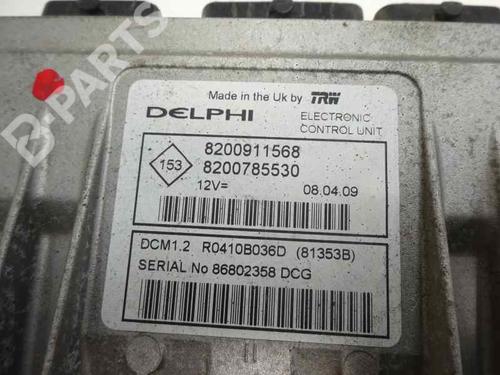 Made in the Uk by TRW
DELPHI
ELECTRONIC
CONTROL UNIT
153
8200911568
8200785530
12V=
08.04.09
DCM1.2 R0410B036D (81353B)
SERIAL No 86802358 DCG
B-PARTS